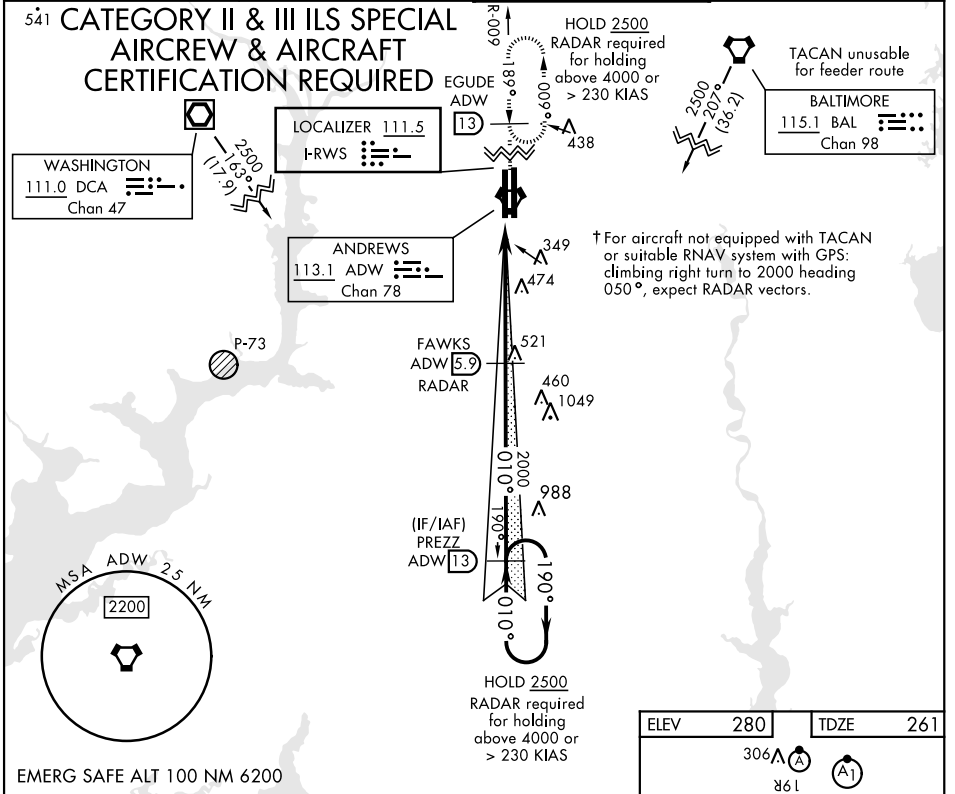 541
CATEGORY II & III ILS SPECIAL
AIRCREW & AIRCRAFT
CERTIFICATION REQUIRED
R-009
189°
009°
HOLD 2500
RADAR required
for holding
above 4000 or
> 230 KIAS
EGUDE
ADW
13
438
TACAN unusable
for feeder route
2500
207°
(36.2)
BALTIMORE
115.1 BAL
Chan 98
LOCALIZER 111.5
I-RWS
2500
163°
(17.9)
WASHINGTON
111.0 DCA
Chan 47
ANDREWS
113.1 ADW
Chan 78
349
474
† For aircraft not equipped with TACAN
or suitable RNAV system with GPS:
climbing right turn to 2000 heading
050°, expect RADAR vectors.
P-73
FAWKS
ADW 5.9
RADAR
521
460
1049
2000
010°
988
190°
(IF/IAF)
PREZZ
ADW 13
190°
010°
MSA ADW 25 NM
2200
HOLD 2500
RADAR required
for holding
above 4000 or
> 230 KIAS
ELEV 280
TDZE 261
306
A
A1
19R
EMERG SAFE ALT 100 NM 6200